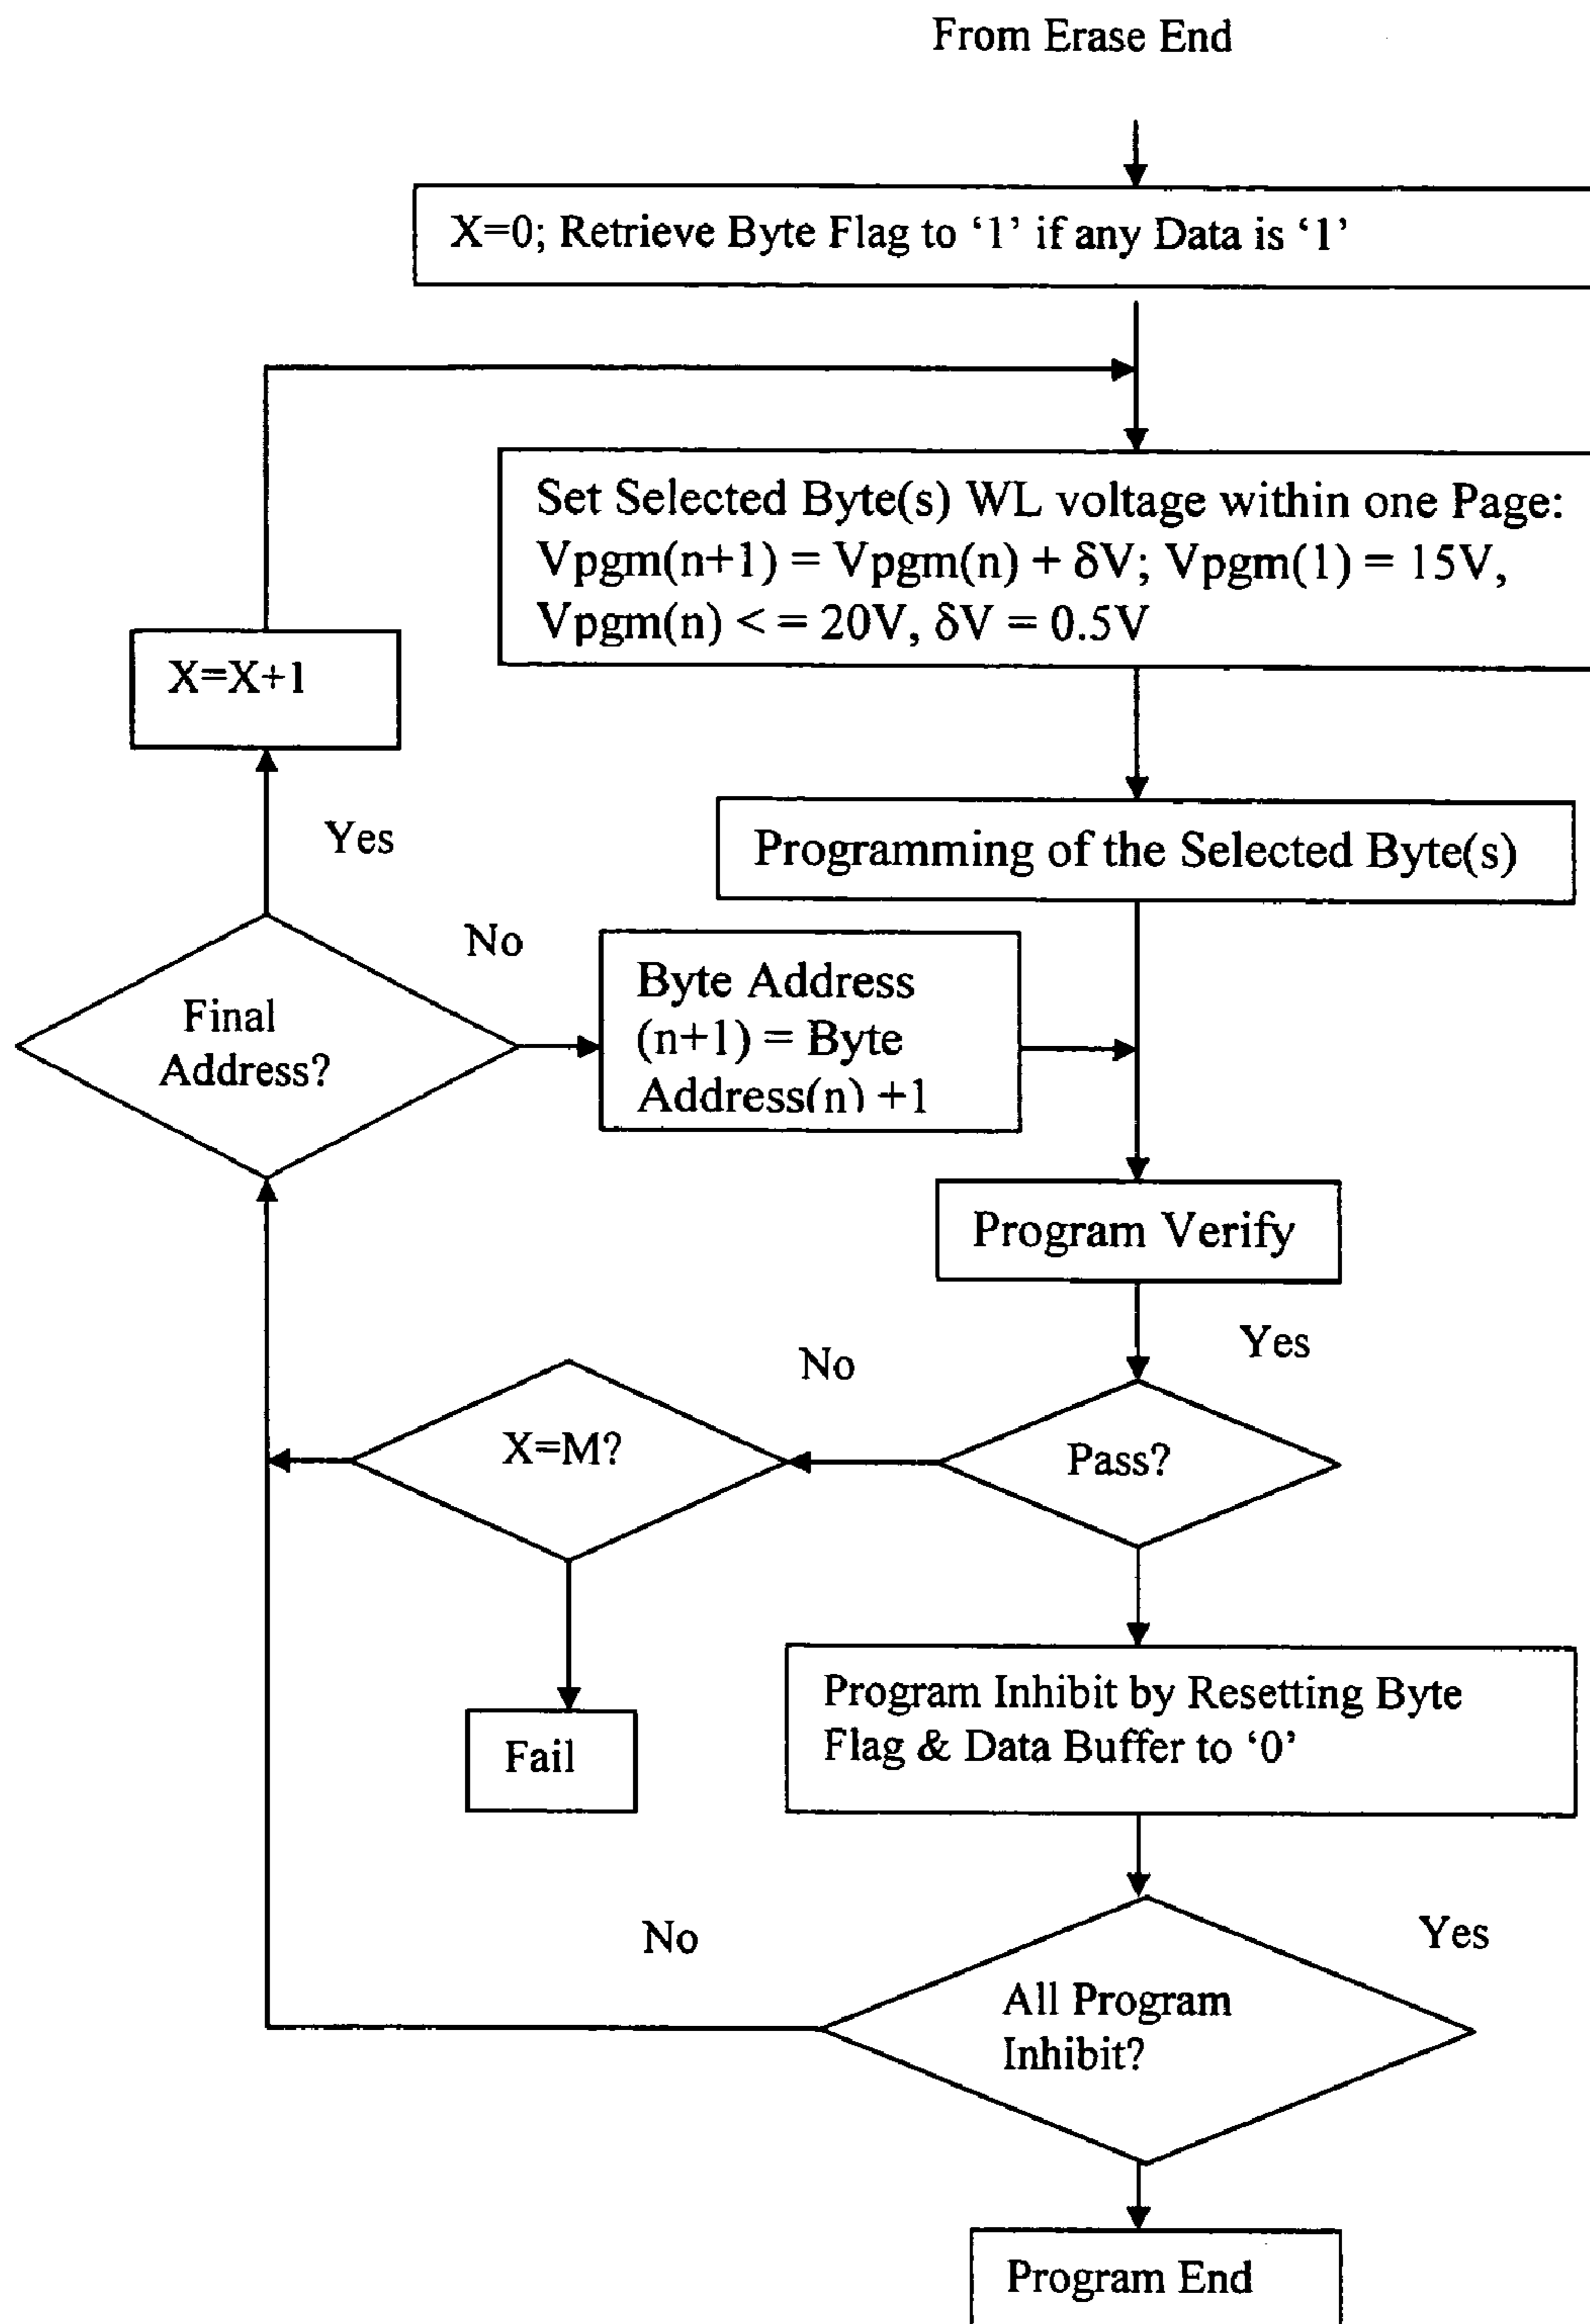 From Erase End
X=0; Retrieve Byte Flag to ‘1’ if any Data is ‘1’
Set Selected Byte(s) WL voltage within one Page:
Vpgm(n+1) = Vpgm(n) + δV; Vpgm(1) = 15V,
Vpgm(n) < = 20V, δV = 0.5V
X=X+1
Yes
Programming of the Selected Byte(s)
No
Byte Address
(n+1) = Byte
Address(n) +1
Final
Address?
Program Verify
Yes
No
X=M?
Pass?
Program Inhibit by Resetting Byte
Flag & Data Buffer to ‘0’
Fail
No
Yes
All Program
Inhibit?
Program End